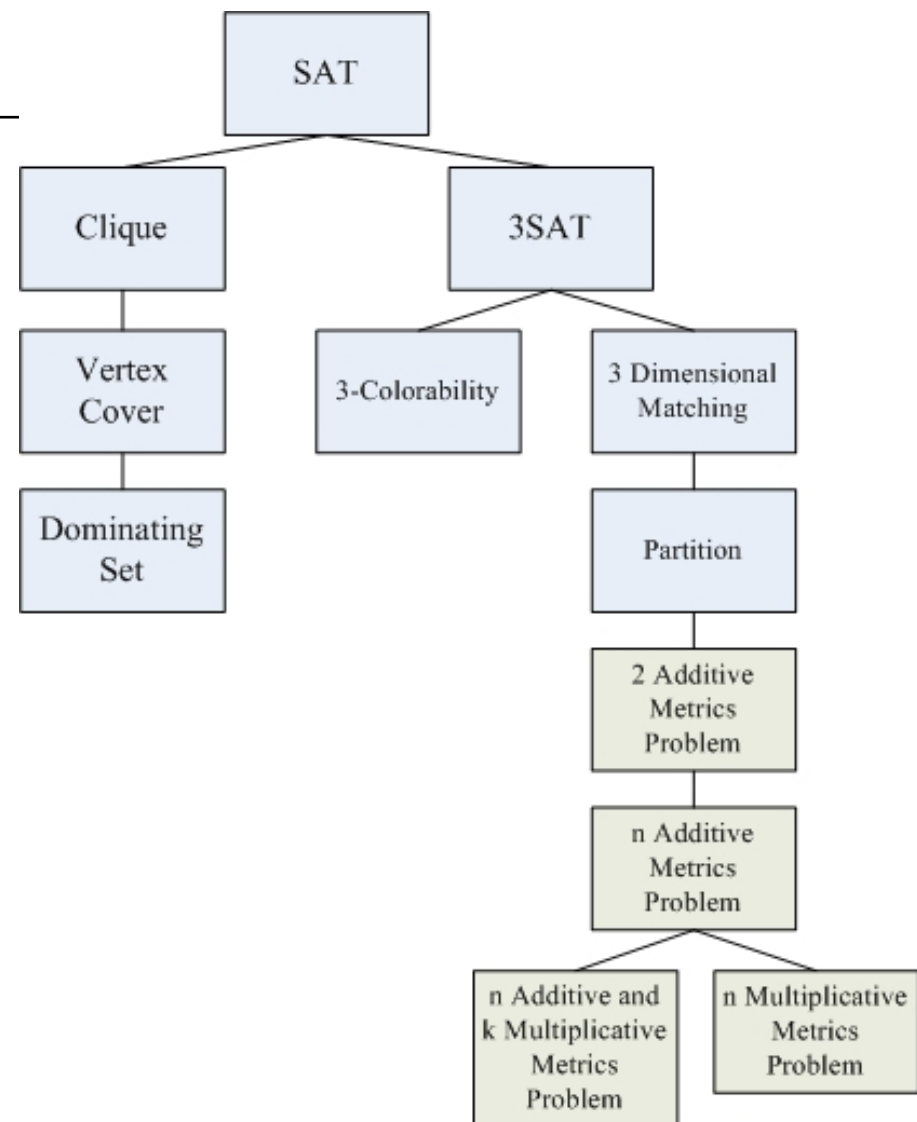 SAT
Clique
3SAT
Vertex
Cover
3-Colorability
3 Dimensional
Matching
Dominating
Set
Partition
2 Additive
Metrics
Problem
n Additive
Metrics
Problem
n Additive and
k Multiplicative
Metrics
Problem
n Multiplicative
Metrics
Problem